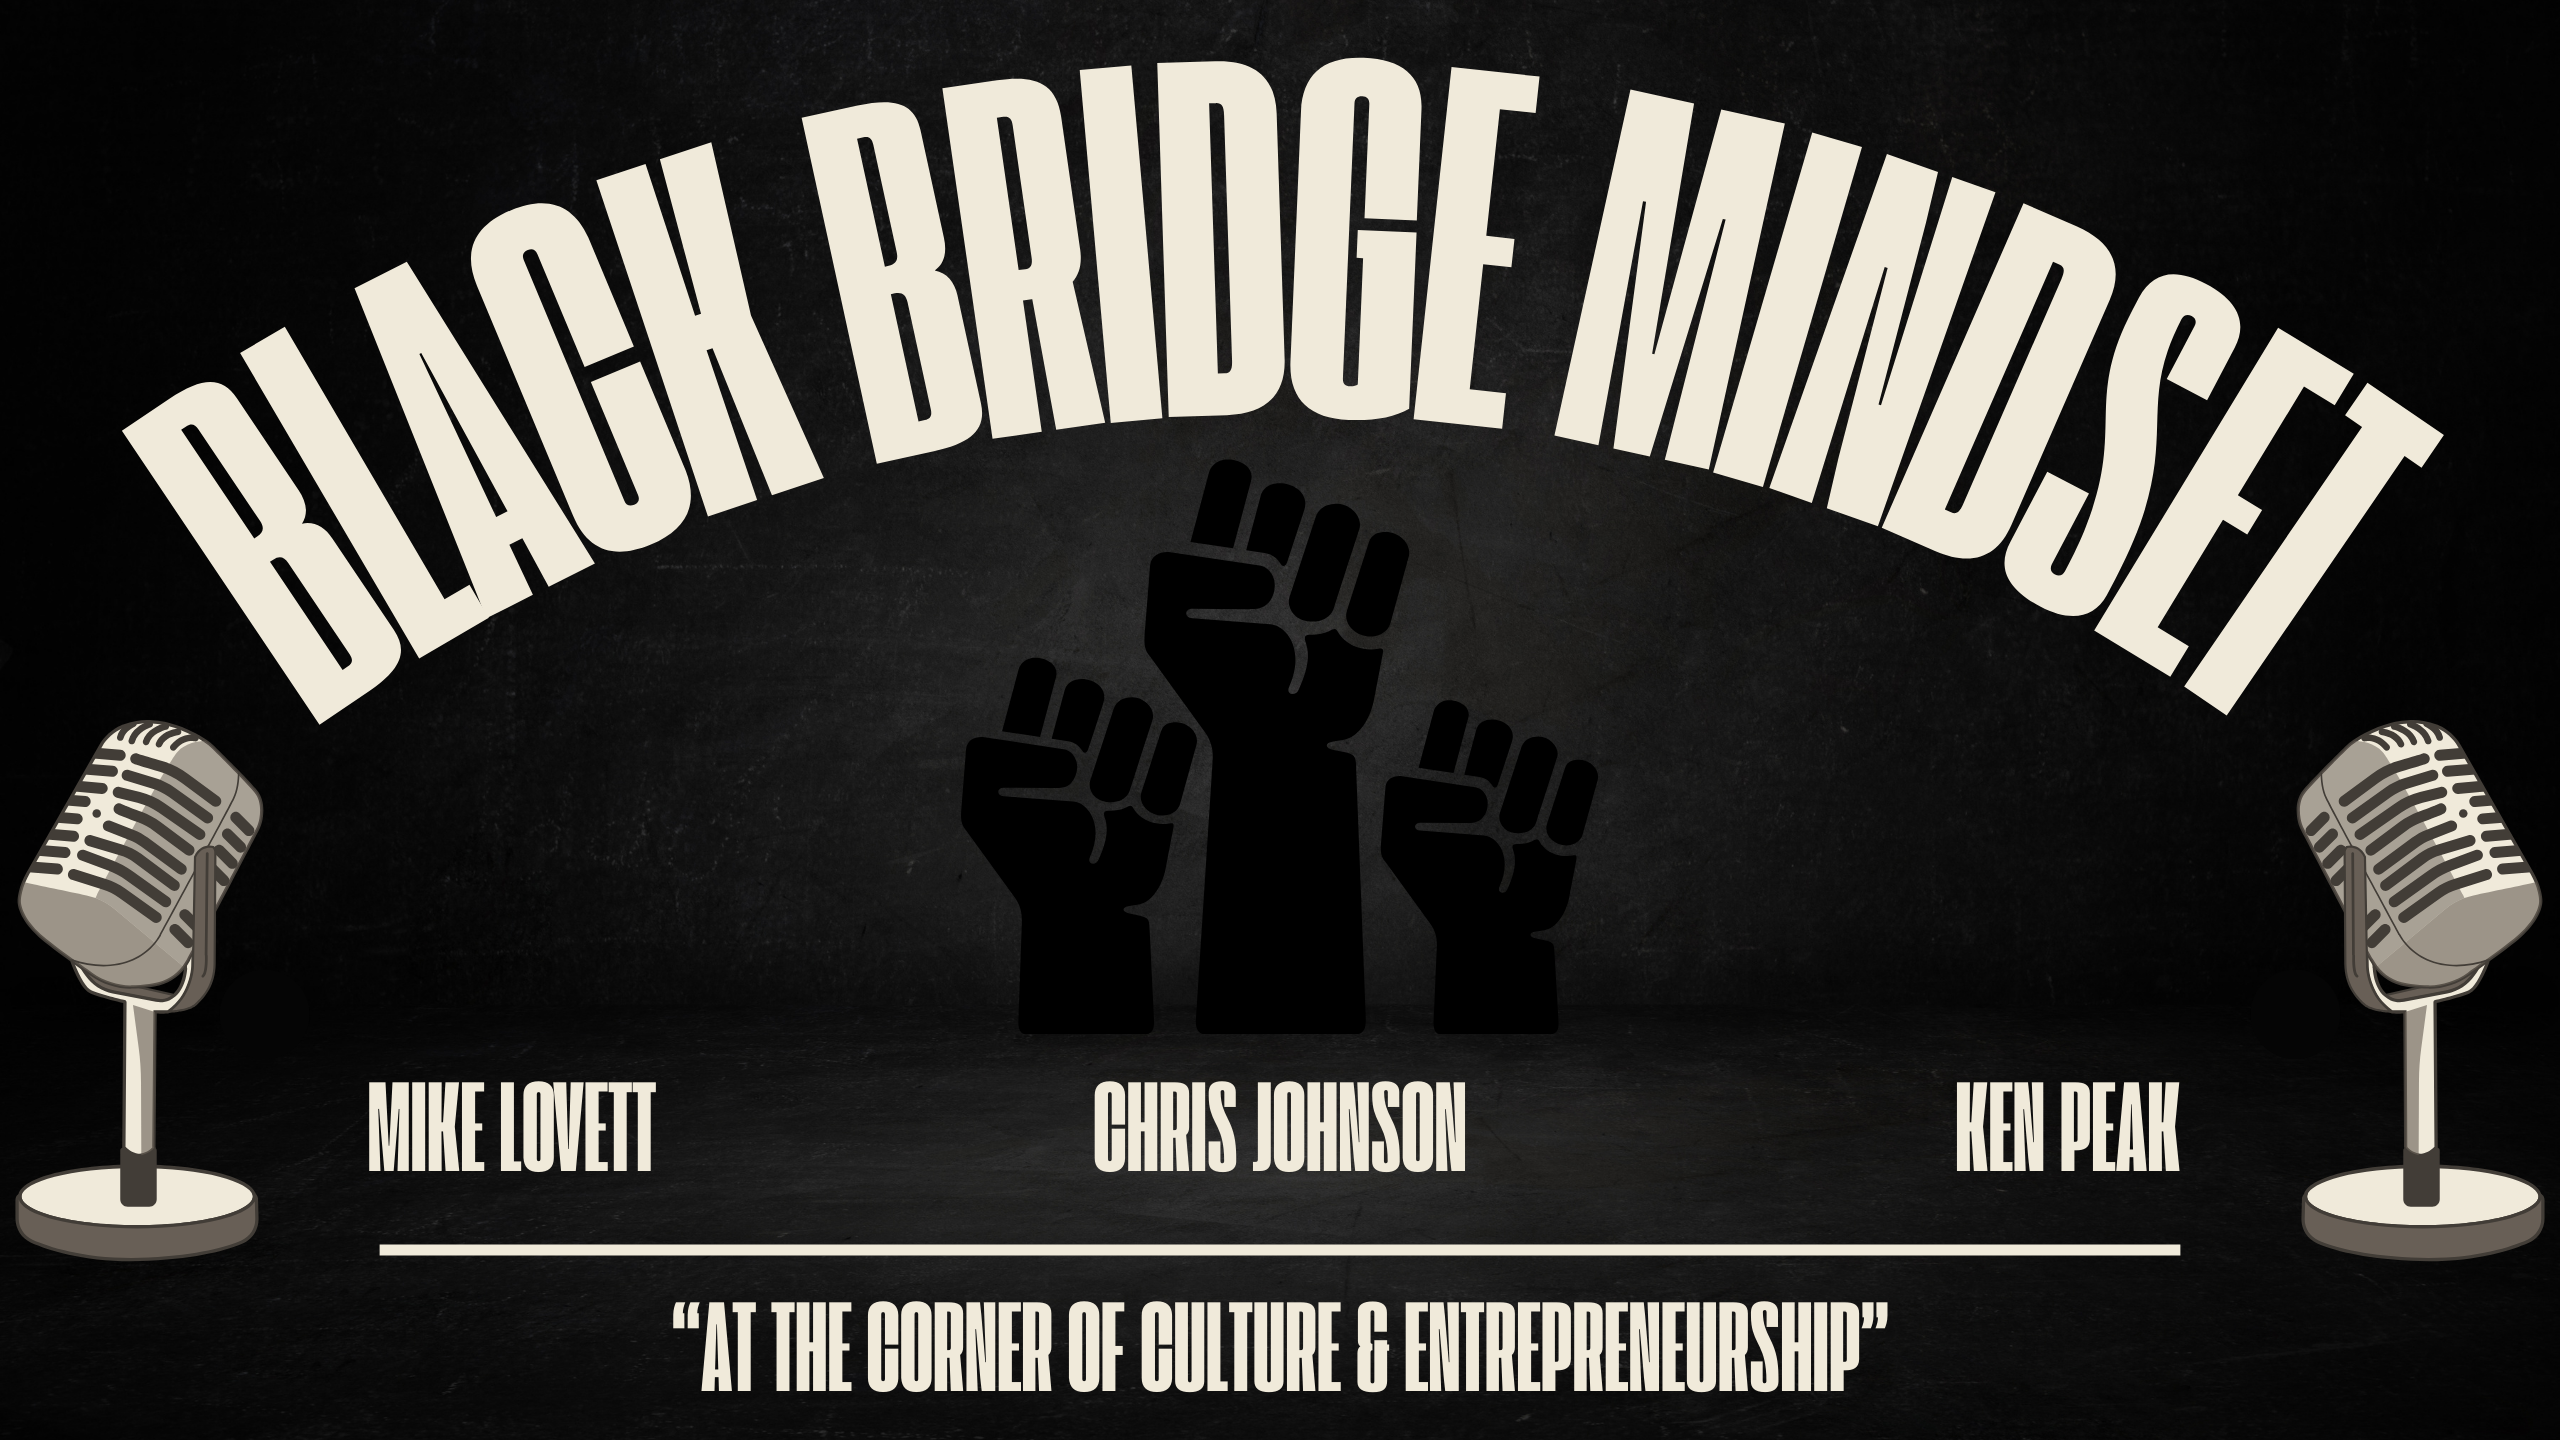 BLACK BRIDGE MINDSET
MIKE LOVETT CHRIS JOHNSON KEN PEAK
“AT THE CORNER OF CULTURE & ENTREPRENEURSHIP”